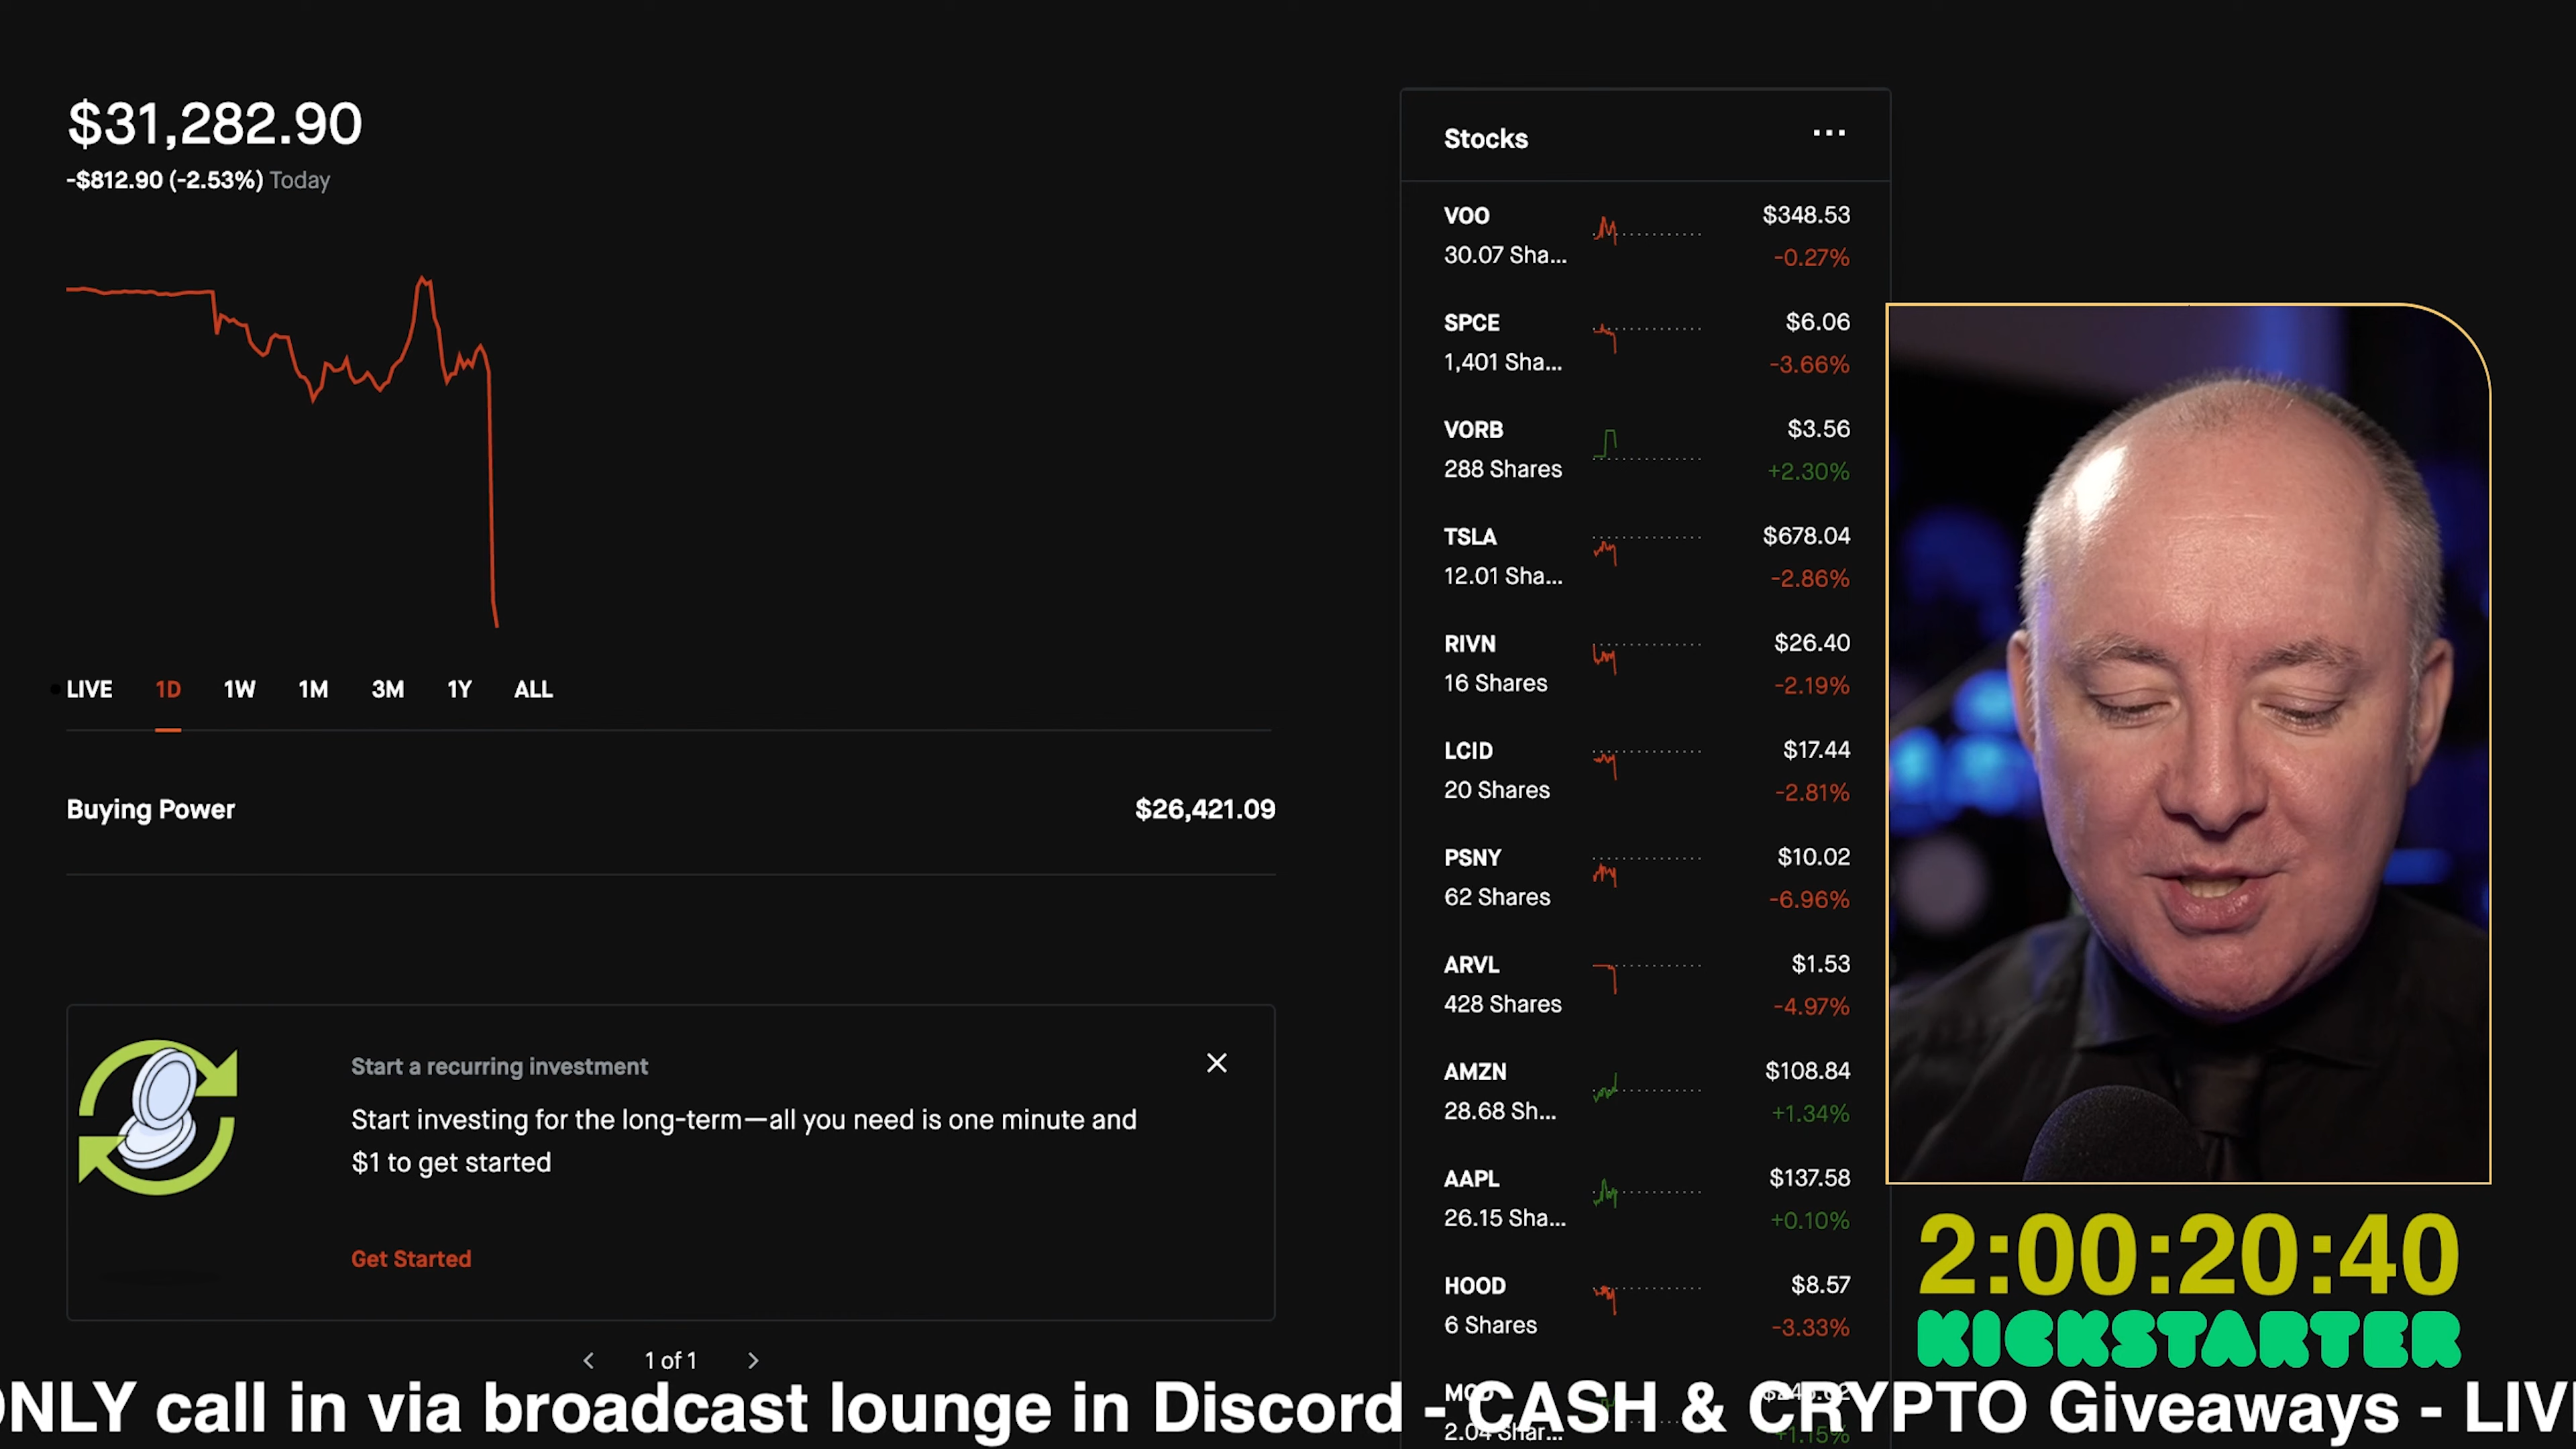 $31,282.90
-$812.90 (-2.53%) Today
LIVE 1D 1W 1M 3M 1Y ALL
Buying Power $26,421.09
Start a recurring investment
Start investing for the long-term—all you need is one minute and
$1 to get started
Get Started
1 of 1
Stocks
VOO $348.53
30.07 Sha... -0.27%
SPCE $6.06
1,401 Sha... -3.66%
VORB $3.56
288 Shares +2.30%
TSLA $678.04
12.01 Sha... -2.86%
RIVN $26.40
16 Shares -2.19%
LCID $17.44
20 Shares -2.81%
PSNY $10.02
62 Shares -6.96%
ARVL $1.53
428 Shares -4.97%
AMZN $108.84
28.68 Sh... +1.34%
AAPL $137.58
26.15 Sha... +0.10%
HOOD $8.57
6 Shares -3.33%
2.04 Shar... +1.15%
2:00:20:40
KICKSTARTER
ONLY call in via broadcast lounge in Discord - CASH & CRYPTO Giveaways - LIV